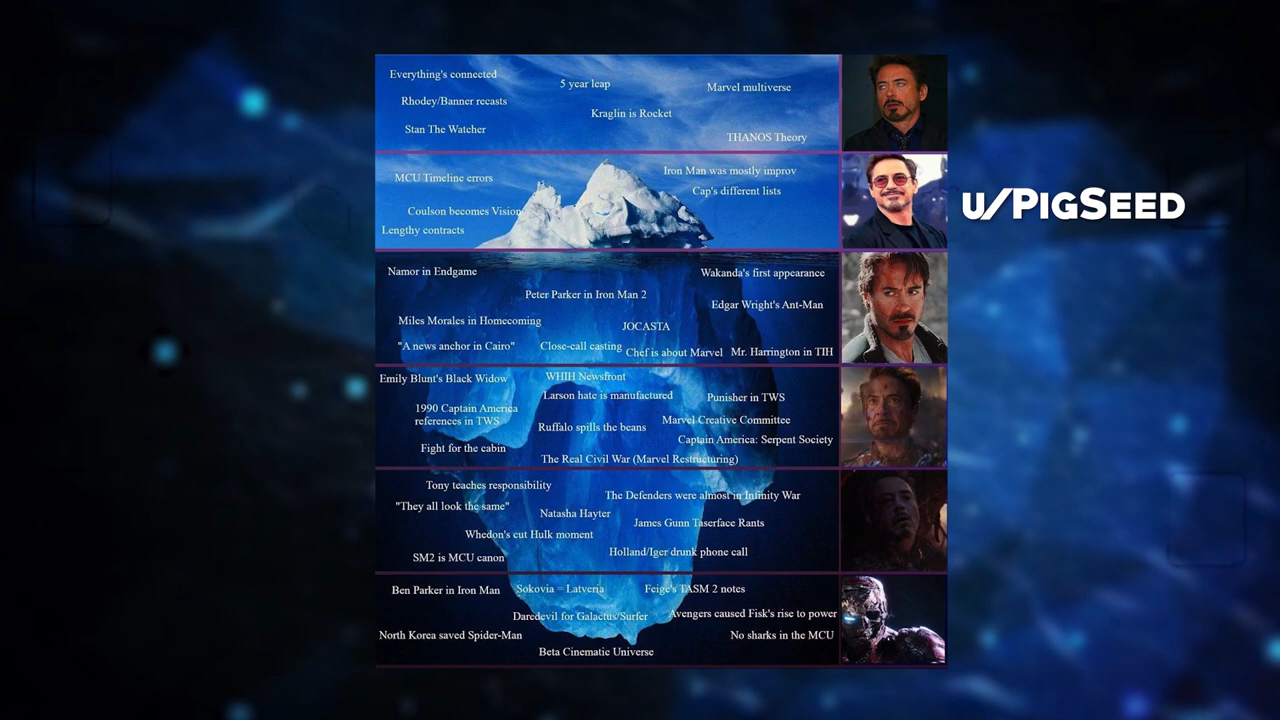 Everything's connected
5 year leap
Marvel multiverse
Rhodey/Banner recasts
Kraglin is Rocket
Stan The Watcher
THANOS Theory
MCU Timeline errors
Iron Man was mostly improv
Cap's different lists
Coulson becomes Vision
Lengthy contracts
u/PigSeed
Namor in Endgame
Wakanda's first appearance
Peter Parker in Iron Man 2
Edgar Wright's Ant-Man
Miles Morales in Homecoming
JOCASTA
"A news anchor in Cairo"
Close-call casting
Chef is about Marvel
Mr. Harrington in TIH
Emily Blunt's Black Widow
WHIH Newsfront
Larson hate is manufactured
Punisher in TWS
1990 Captain America
references in TWS
Marvel Creative Committee
Ruffalo spills the beans
Captain America: Serpent Society
Fight for the cabin
The Real Civil War (Marvel Restructuring)
Tony teaches responsibility
The Defenders were almost in Infinity War
"They all look the same"
Natasha Hayter
James Gunn Taserface Rants
Whedon's cut Hulk moment
Holland/Iger drunk phone call
SM2 is MCU canon
Ben Parker in Iron Man
Sokovia = Latveria
Feige's TASM 2 notes
Daredevil for Galactus/Surfer
Avengers caused Fisk's rise to power
North Korea saved Spider-Man
No sharks in the MCU
Beta Cinematic Universe